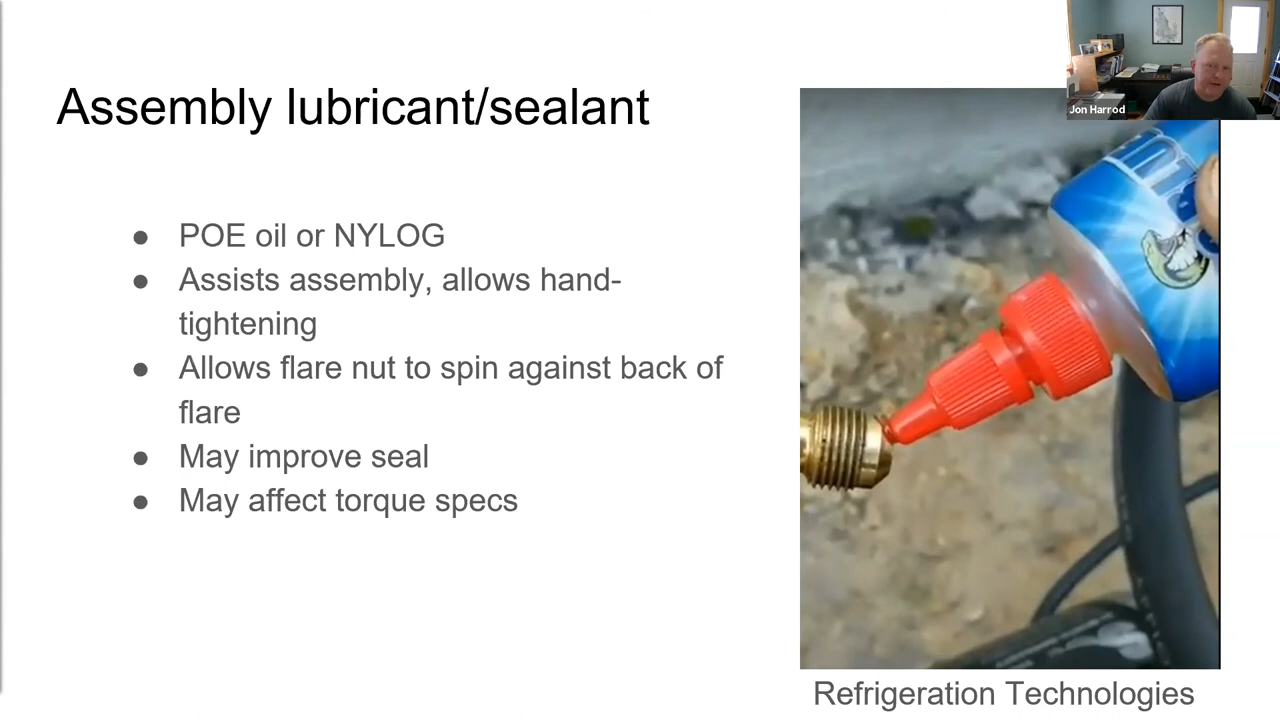 Jon Harrod
Assembly lubricant/sealant
● POE oil or NYLOG
● Assists assembly, allows hand-
tightening
● Allows flare nut to spin against back of
flare
● May improve seal
● May affect torque specs
Refrigeration Technologies